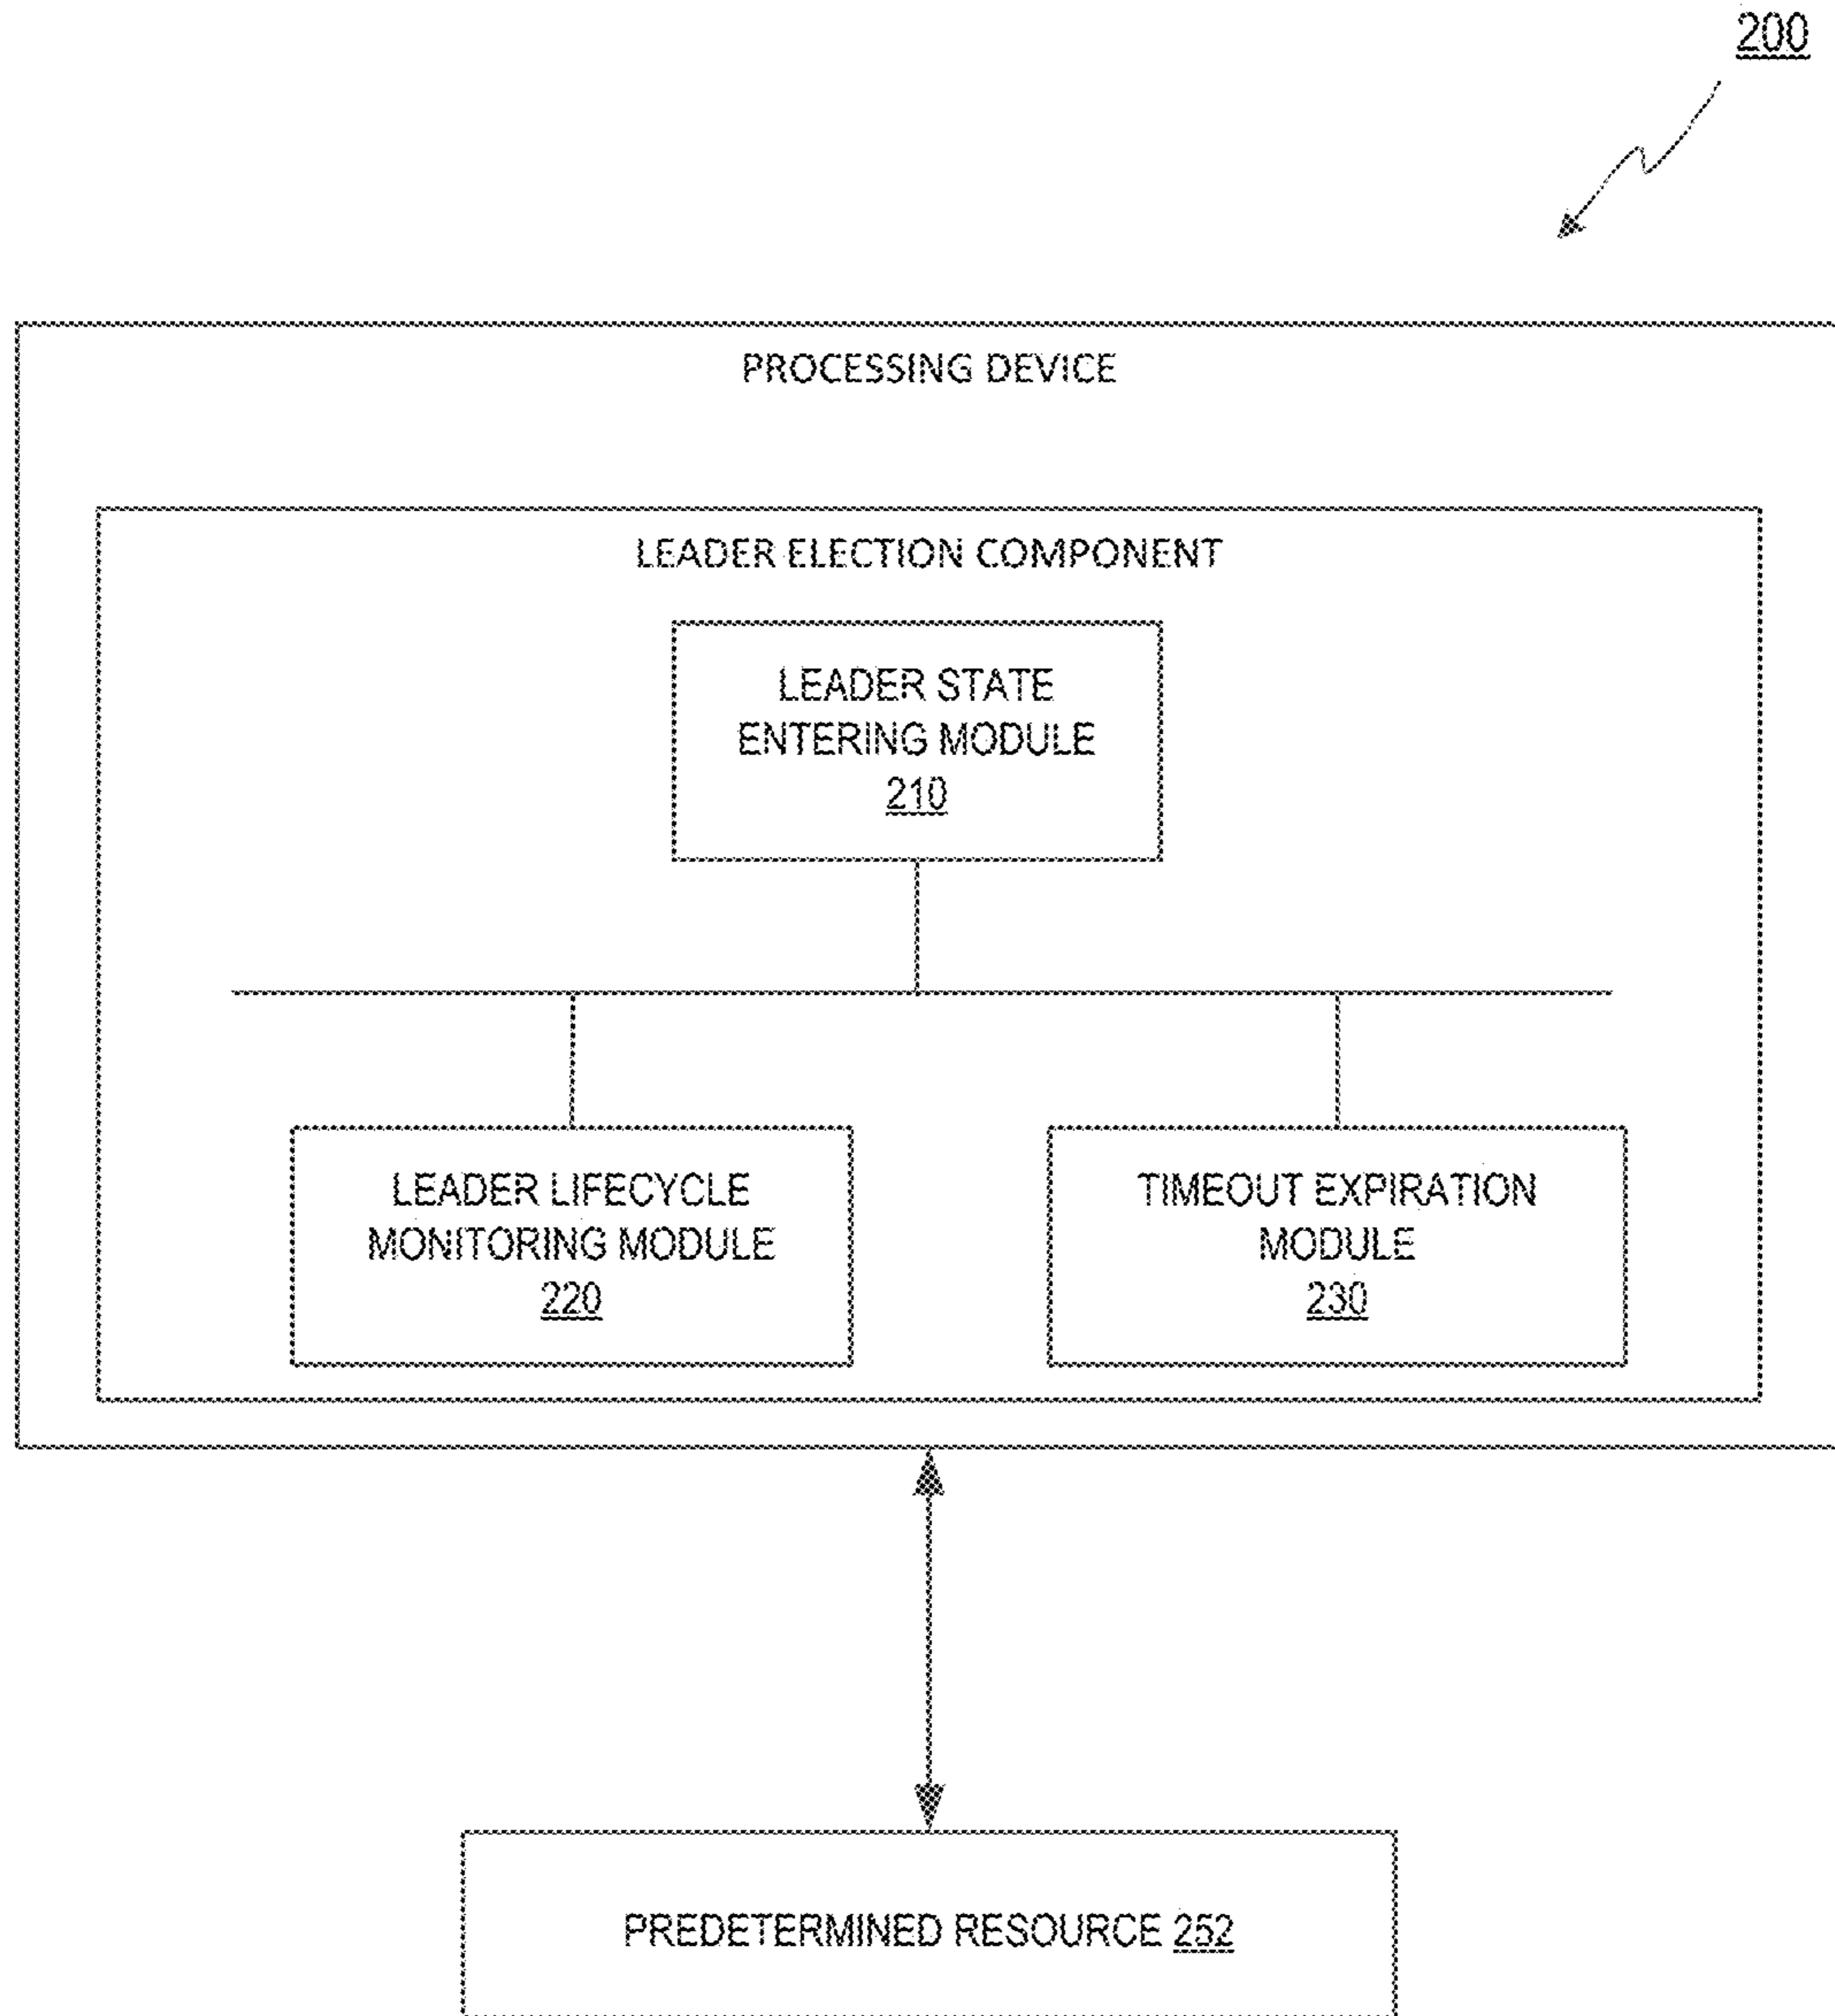 200
PROCESSING DEVICE
LEADER ELECTION COMPONENT
LEADER STATE
ENTERING MODULE
210
LEADER LIFECYCLE
MONITORING MODULE
220
TIMEOUT EXPIRATION
MODULE
230
PREDETERMINED RESOURCE 252